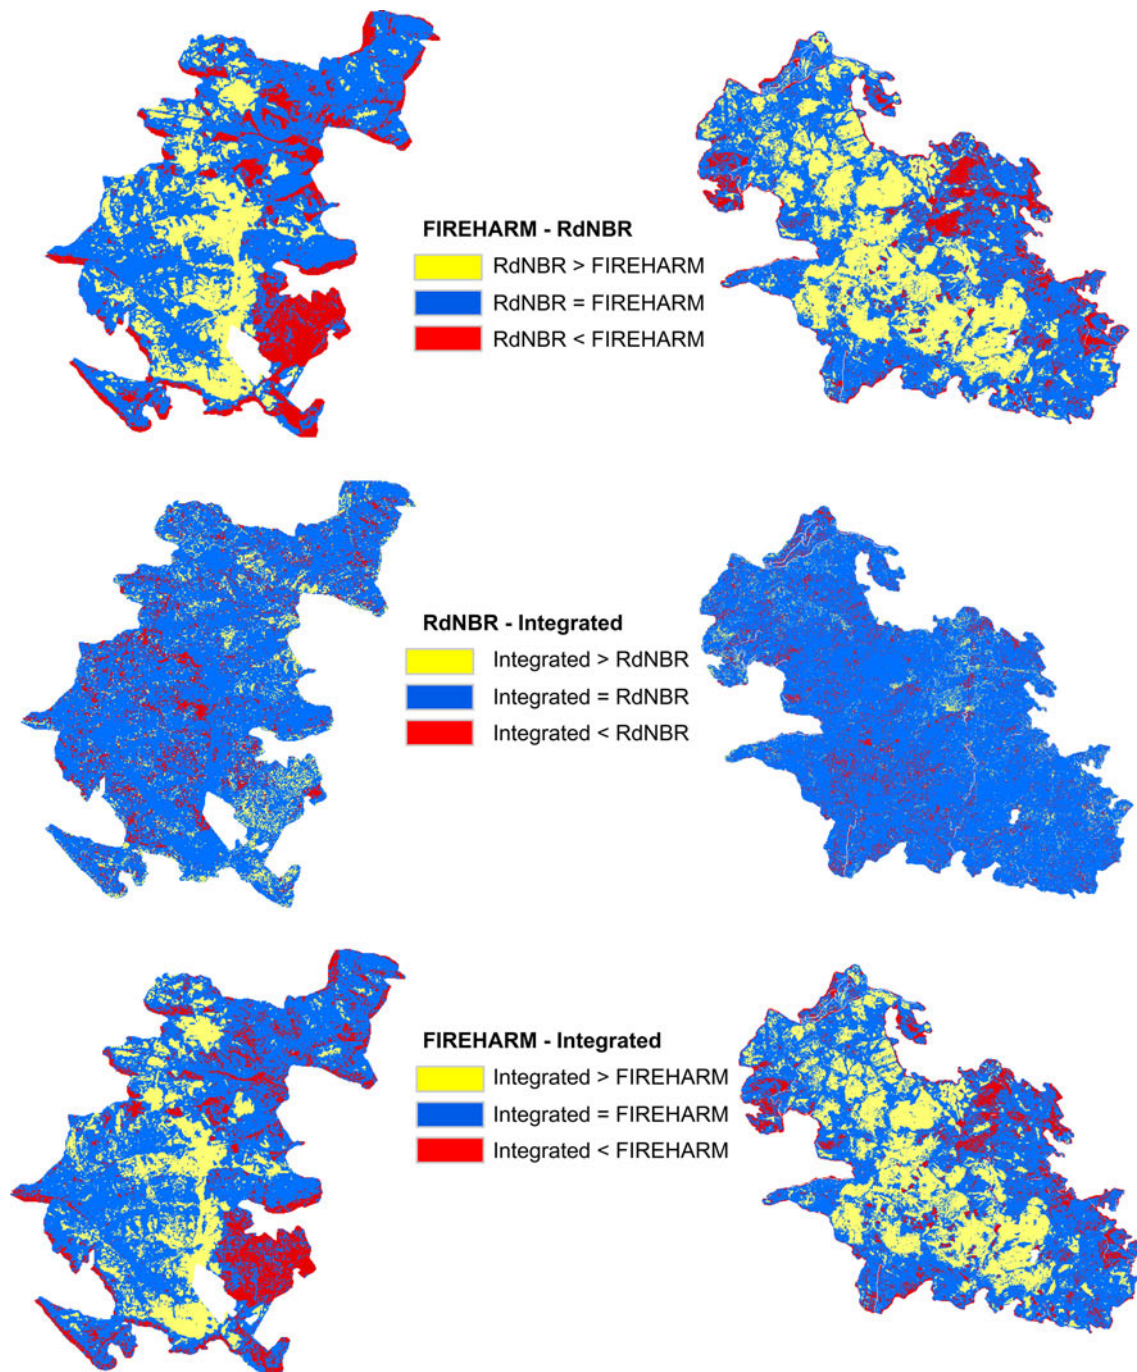 FIREHARM - RdNBR
RdNBR > FIREHARM
RdNBR = FIREHARM
RdNBR < FIREHARM
RdNBR - Integrated
Integrated > RdNBR
Integrated = RdNBR
Integrated < RdNBR
FIREHARM - Integrated
Integrated > FIREHARM
Integrated = FIREHARM
Integrated < FIREHARM